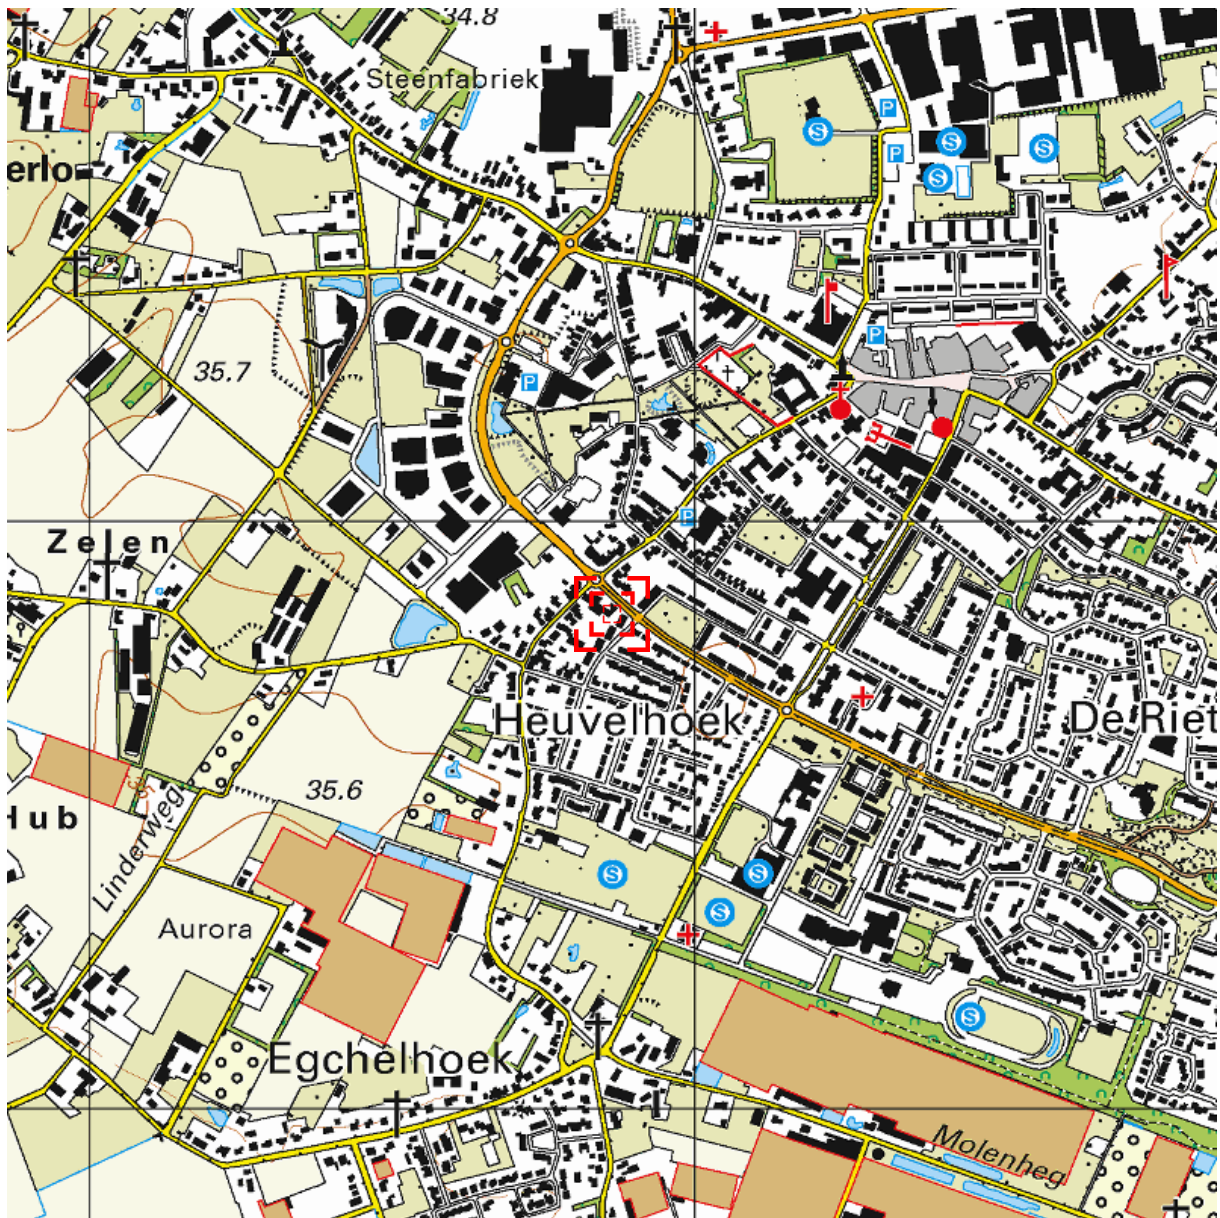 34.8
Steenfabriek
P
S
S
S
P
S
erlo
P
35.7
P
P
Zelen
Heuvelhoek
De Riet
35.6
Hub
Linderweg
S
S
S
Aurora
S
Egchelhoek
Molenheg